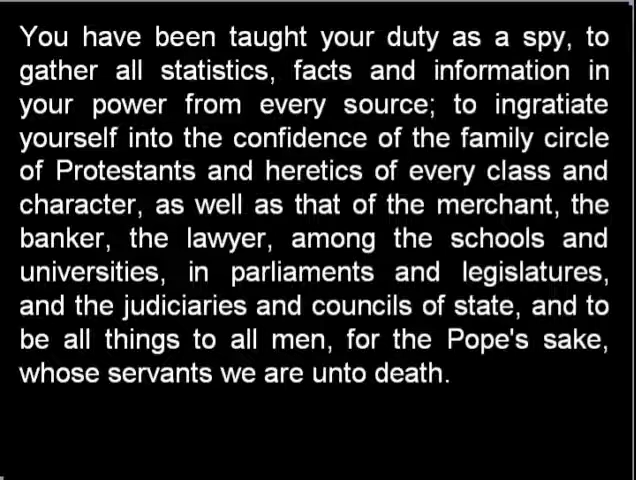 You have been taught your duty as a spy, to
gather all statistics, facts and information in
your power from every source; to ingratiate
yourself into the confidence of the family circle
of Protestants and heretics of every class and
character, as well as that of the merchant, the
banker, the lawyer, among the schools and
universities, in parliaments and legislatures,
and the judiciaries and councils of state, and to
be all things to all men, for the Pope's sake,
whose servants we are unto death.